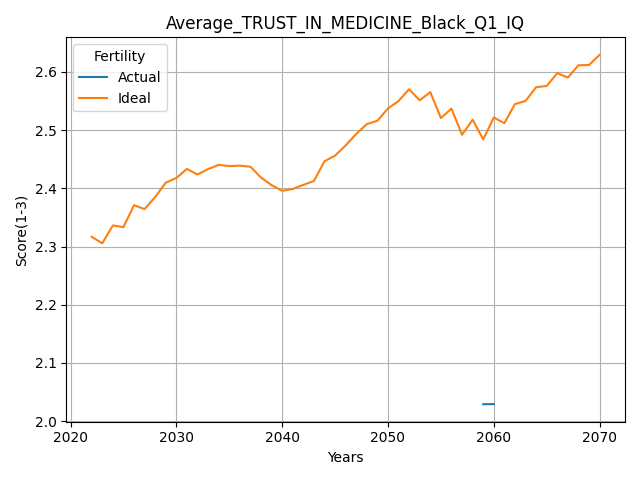 Average_TRUST_IN_MEDICINE_Black_Q1_IQ
Fertility
Actual
Ideal
Score(1-3)
2.6
2.5
2.4
2.3
2.2
2.1
2.0
2020 2030 2040 2050 2060 2070
Years